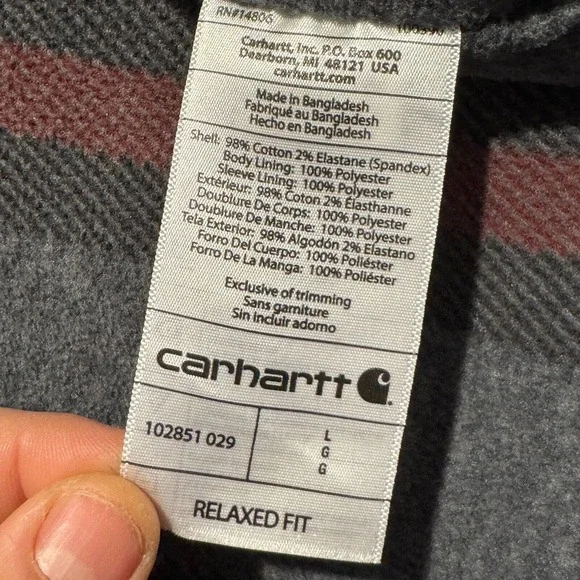 RN#14806
Carhartt, Inc. P.O. Box 600
Dearborn, MI 48121 USA
carhartt.com
Made in Bangladesh
Fabriqué au Bangladesh
Hecho en Bangladesh
Shell: 98% Cotton 2% Elastane (Spandex)
Body Lining: 100% Polyester
Sleeve Lining: 100% Polyester
Extérieur: 98% Coton 2% Élasthanne
Doublure De Corps: 100% Polyester
Doublure De Manche: 100% Polyester
Tela Exterior: 98% Algodón 2% Elastano
Forro Del Cuerpo: 100% Poliéster
Forro De La Manga: 100% Poliéster
Exclusive of trimming
Sans garniture
Sin incluir adorno
carhartt
102851 029
L
G
G
RELAXED FIT